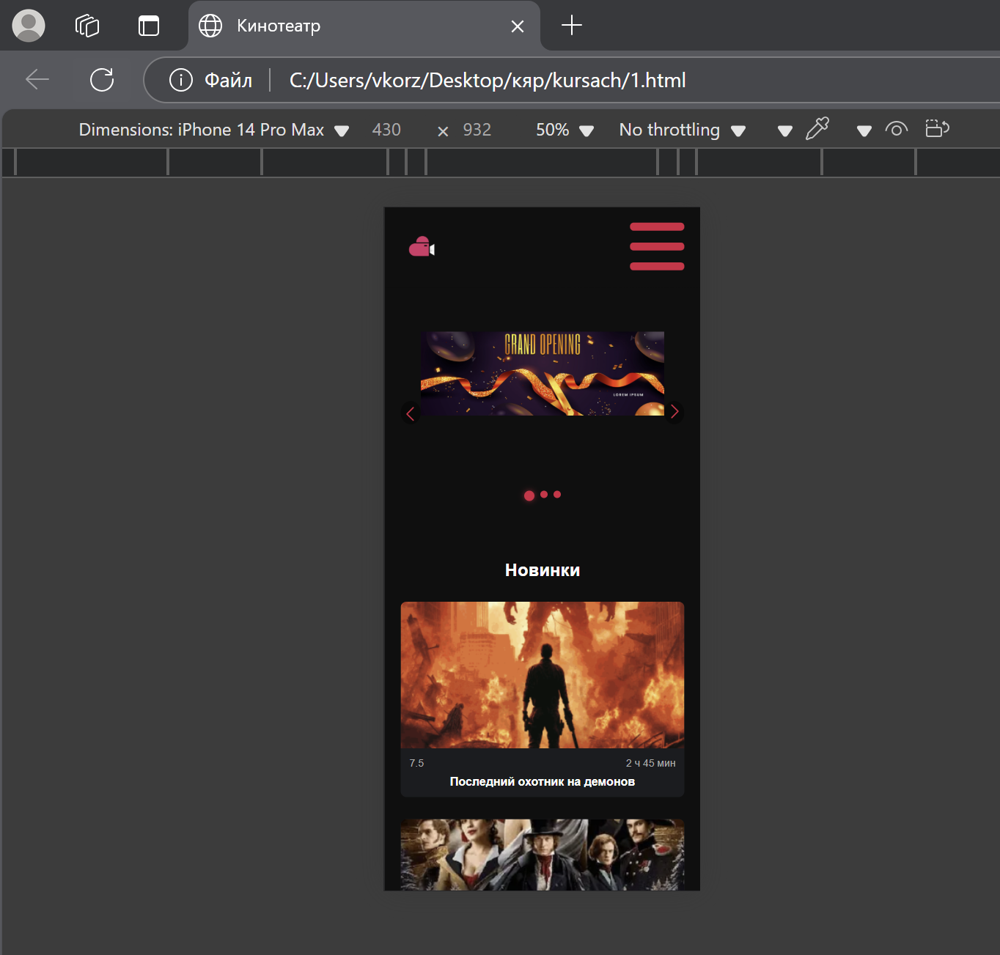 Кинотеатр
Файл C:/Users/vkorz/Desktop/кяр/kursach/1.html
Dimensions: iPhone 14 Pro Max 430 × 932 50% No throttling
GRAND OPENING
LOREM IPSUM
Новинки
7.5 2 ч 45 мин
Последний охотник на демонов